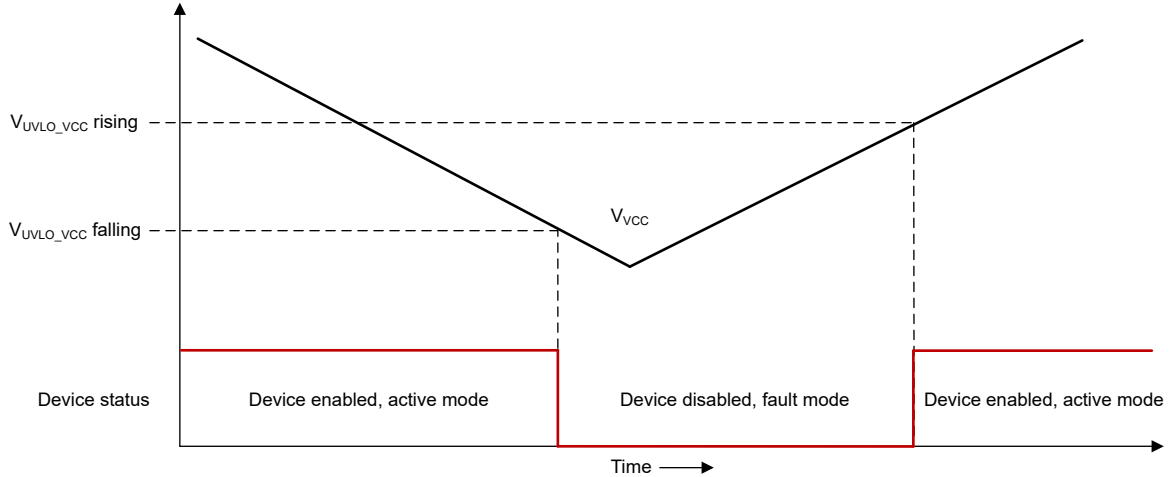 V_UVLO_VCC rising
V_VCC
V_UVLO_VCC falling
Device status
Device enabled, active mode
Device disabled, fault mode
Device enabled, active mode
Time